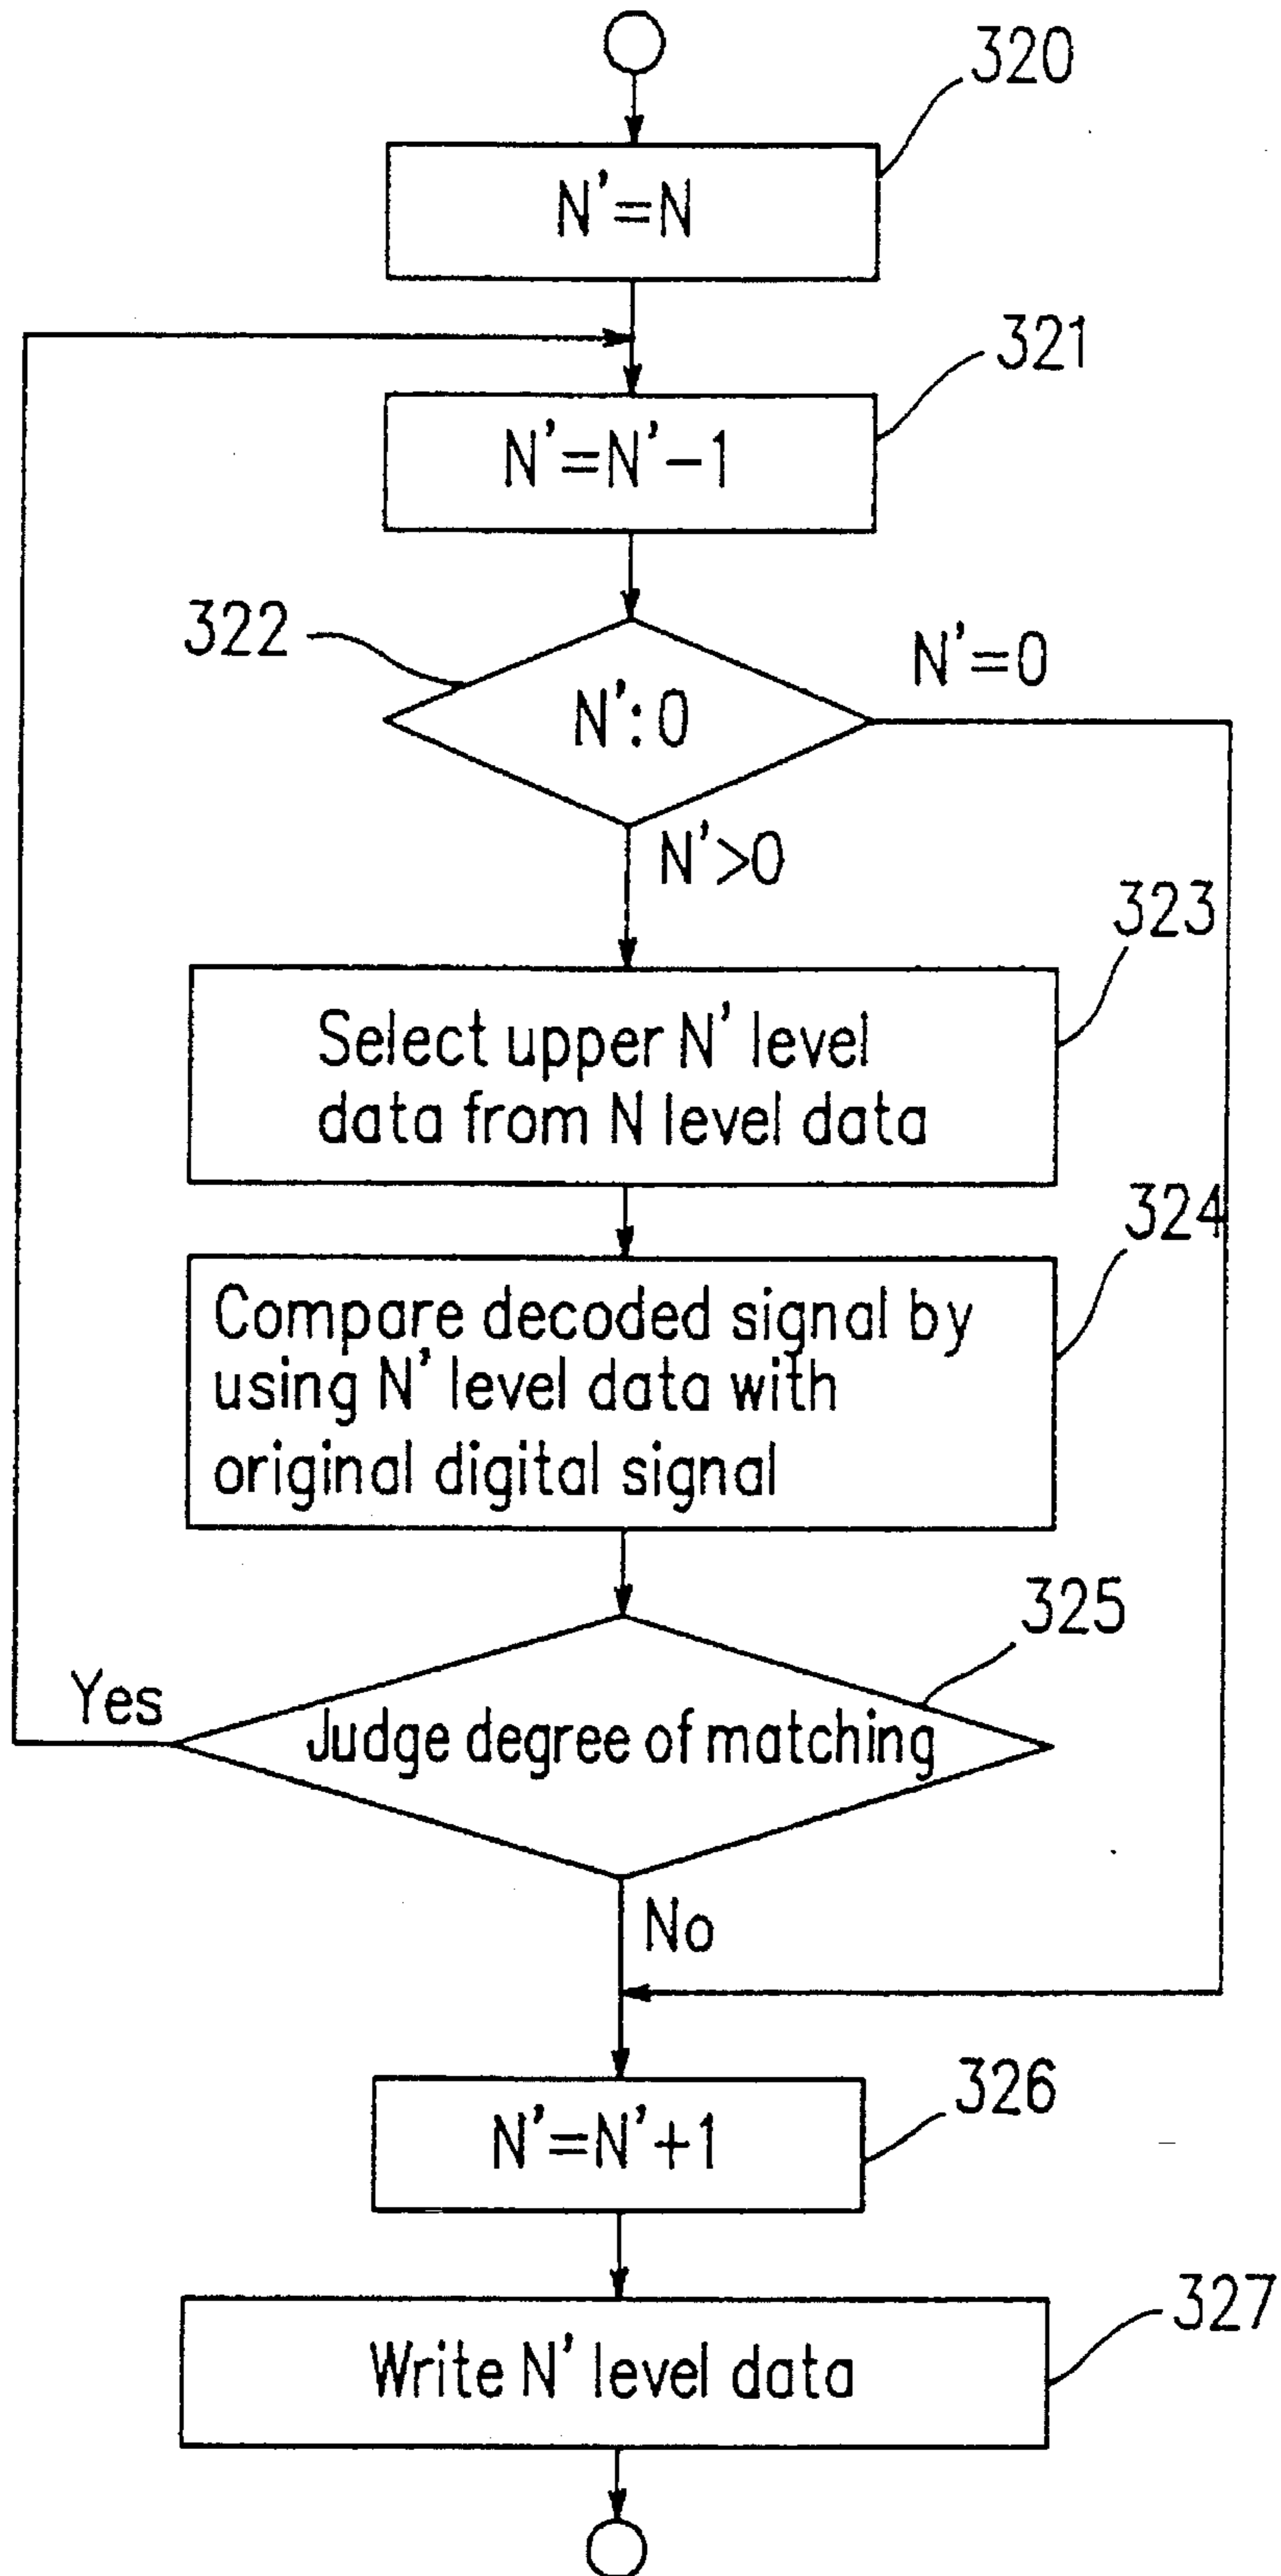 320
N'=N
321
N'=N'-1
322
N'=0
N':0
N'>0
323
Select upper N' level
data from N level data
324
Compare decoded signal by
using N' level data with
original digital signal
325
Yes
Judge degree of matching
No
326
N'=N'+1
327
Write N' level data